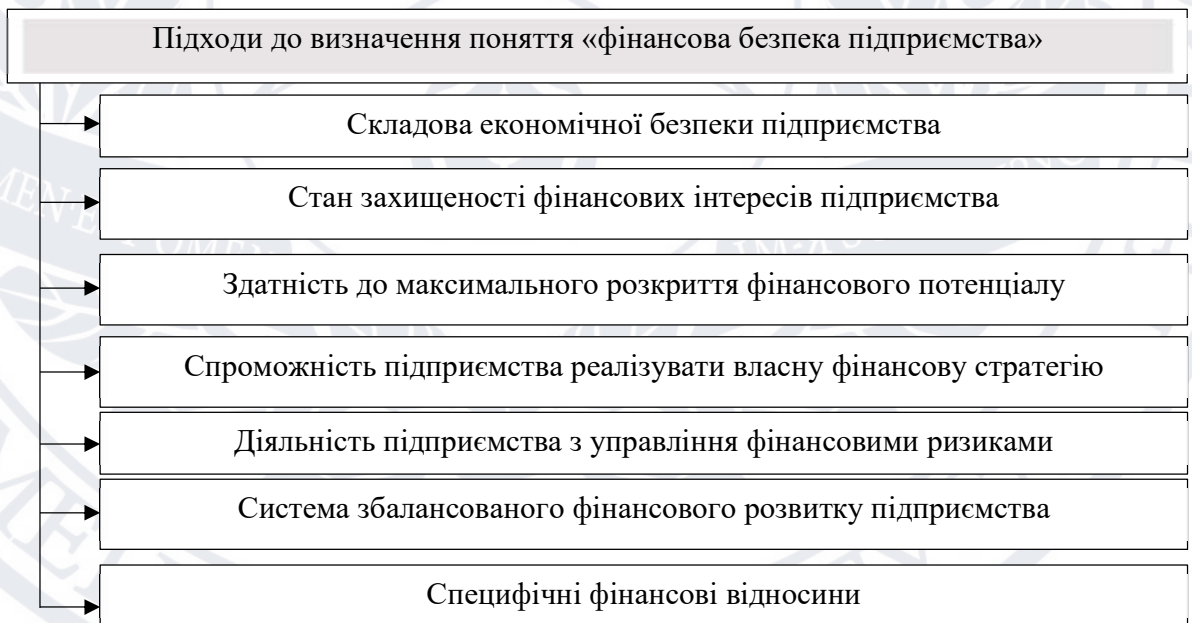 Підходи до визначення поняття «фінансова безпека підприємства»
Складова економічної безпеки підприємства
Стан захищеності фінансових інтересів підприємства
Здатність до максимального розкриття фінансового потенціалу
Спроможність підприємства реалізувати власну фінансову стратегію
Діяльність підприємства з управління фінансовими ризиками
Система збалансованого фінансового розвитку підприємства
Специфічні фінансові відносини